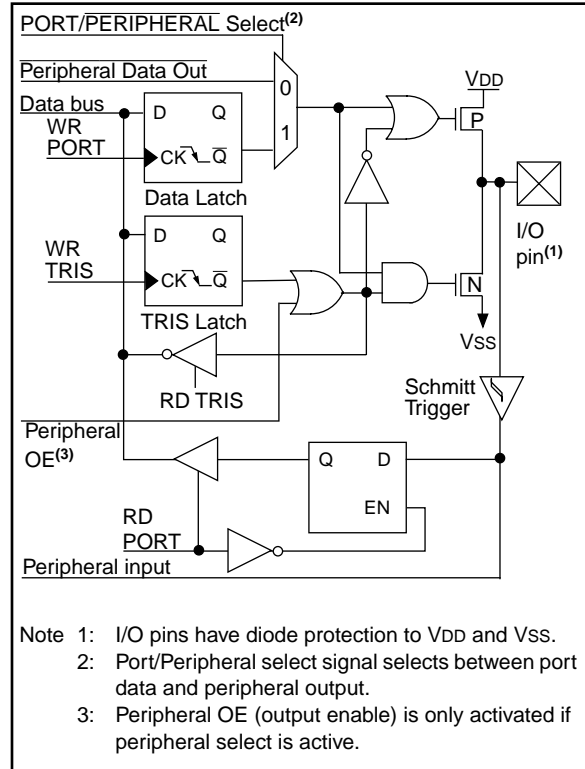 PORT/PERIPHERAL Select(2)
Peripheral Data Out
Data bus
WR
PORT
D Q
CK Q
Data Latch
0
1
VDD
P
I/O
pin(1)
WR
TRIS
D Q
CK Q
TRIS Latch
N
VSS
RD TRIS
Schmitt
Trigger
Peripheral
OE(3)
Q D
EN
RD
PORT
Peripheral input
Note 1: I/O pins have diode protection to VDD and VSS.
2: Port/Peripheral select signal selects between port
data and peripheral output.
3: Peripheral OE (output enable) is only activated if
peripheral select is active.